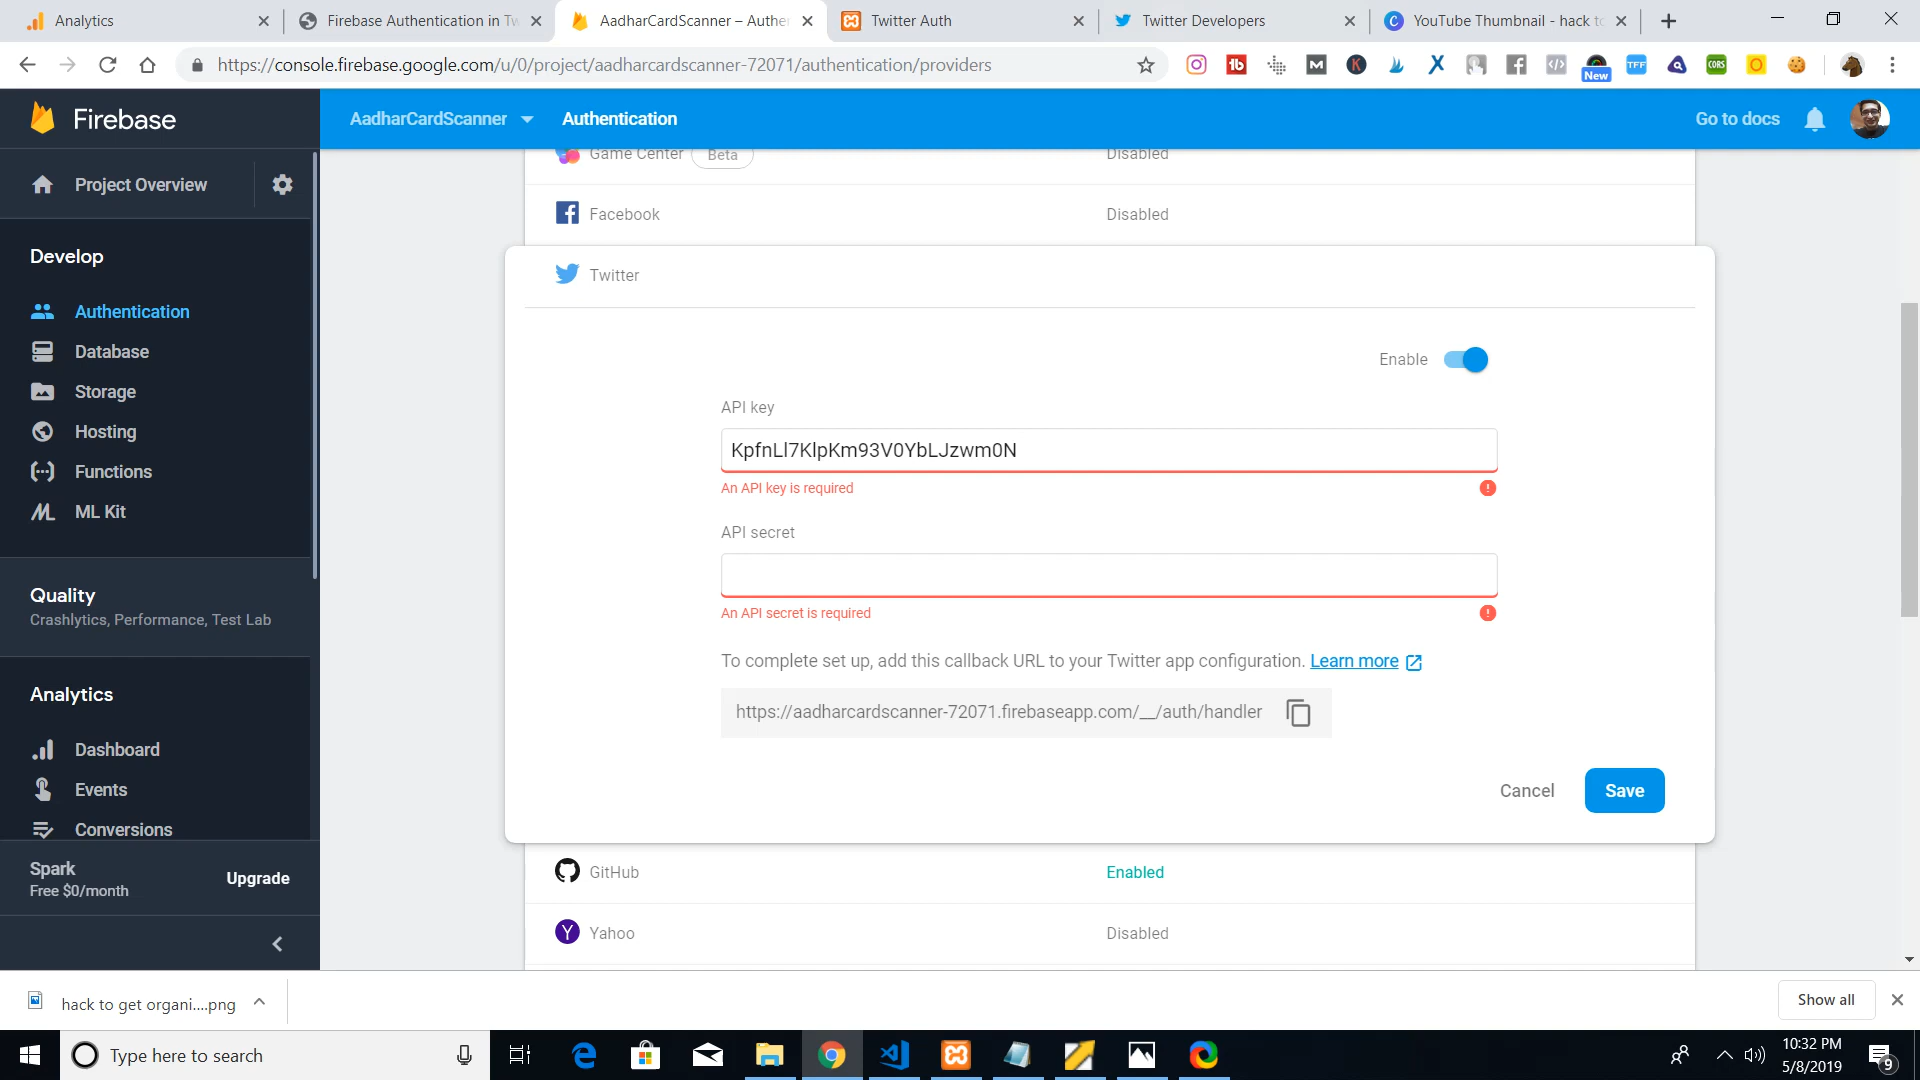 Analytics
Firebase Authentication in Tw
AadharCardScanner – Auther
Twitter Auth
Twitter Developers
YouTube Thumbnail - hack to
https://console.firebase.google.com/u/0/project/aadharcardscanner-72071/authentication/providers
New
TFF
CORS
Firebase
AadharCardScanner
Authentication
Go to docs
Project Overview
Develop
Authentication
Database
Storage
Hosting
Functions
ML Kit
Quality
Crashlytics, Performance, Test Lab
Analytics
Dashboard
Events
Conversions
Spark
Free $0/month
Upgrade
Game Center
Beta
Disabled
Facebook
Disabled
Twitter
Enable
API key
KpfnLl7KlpKm93V0YbLJzwm0N
An API key is required
API secret
An API secret is required
To complete set up, add this callback URL to your Twitter app configuration. Learn more
https://aadharcardscanner-72071.firebaseapp.com/__/auth/handler
Cancel
Save
GitHub
Enabled
Yahoo
Disabled
hack to get organi....png
Show all
Type here to search
10:32 PM
5/8/2019
9